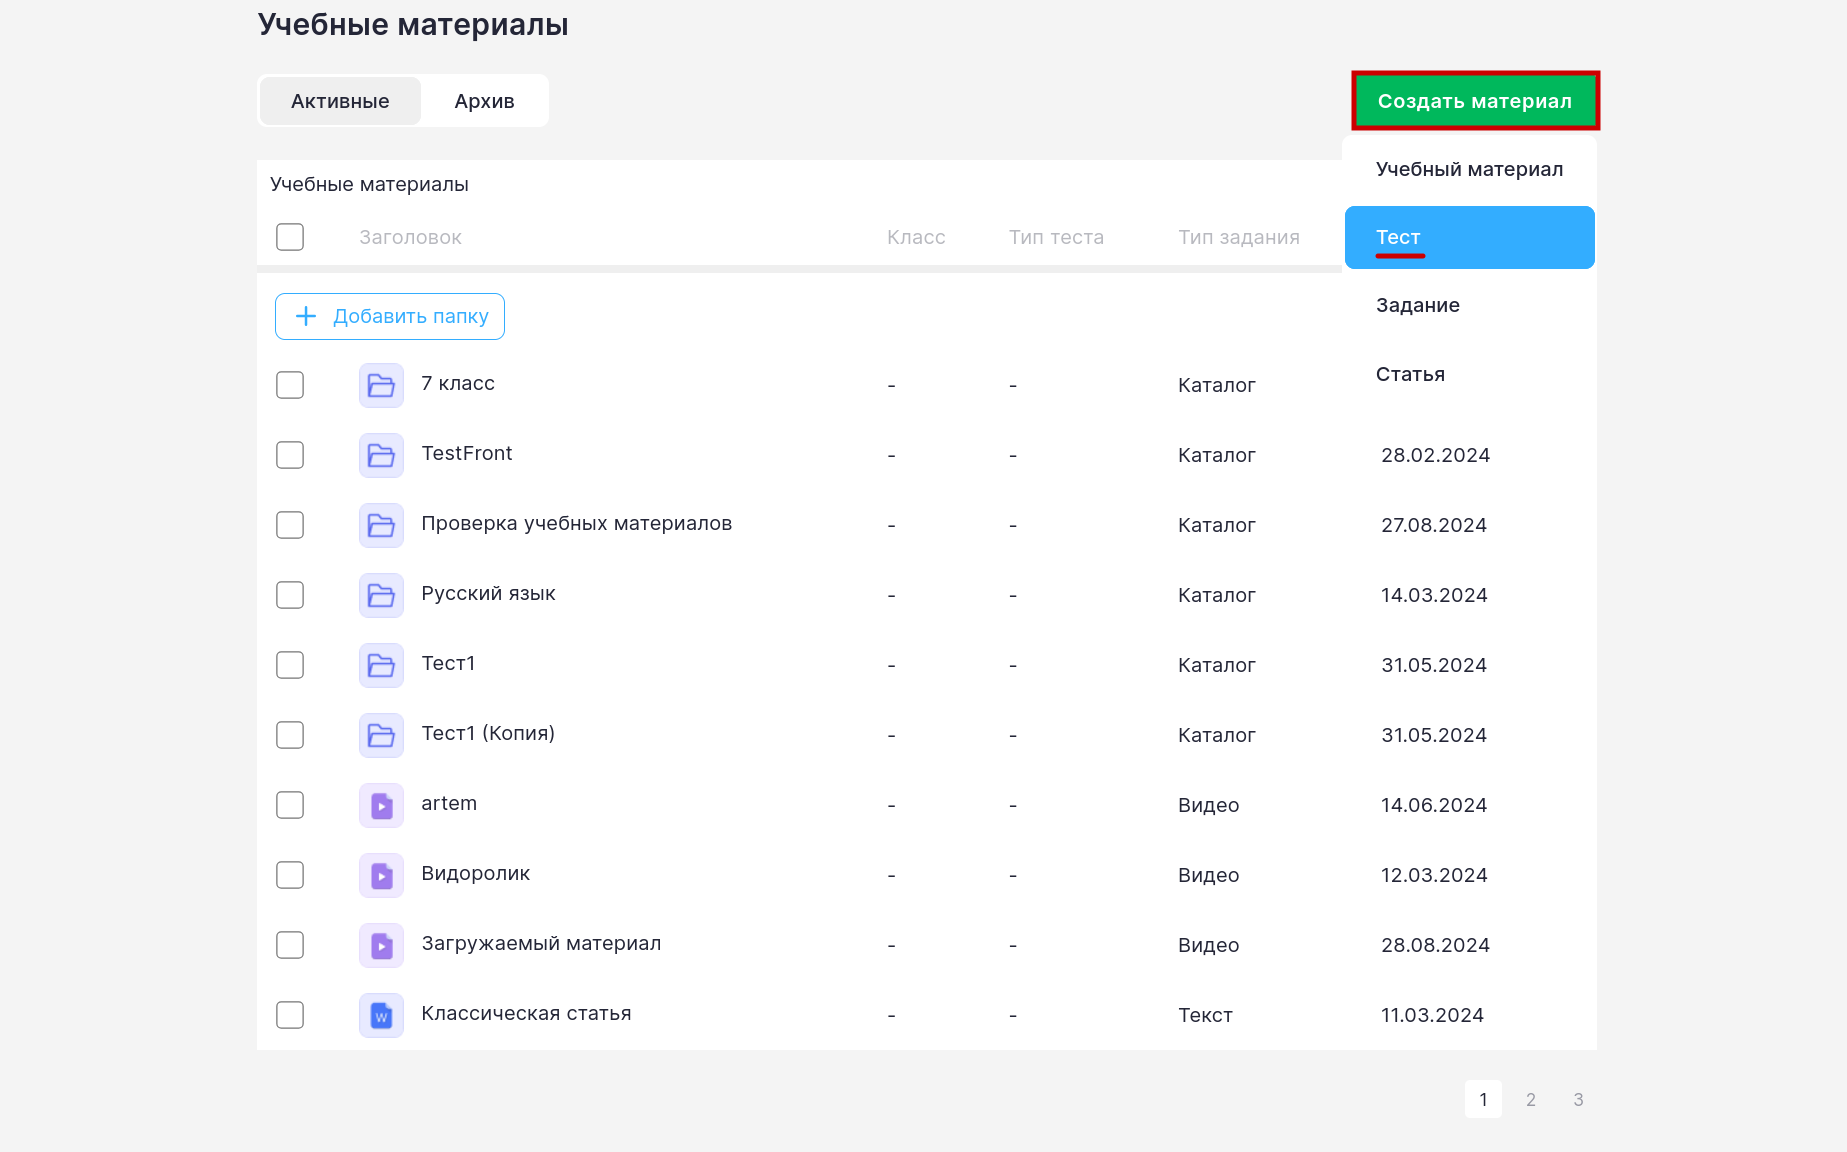 Учебные материалы
Активные Архив Создать материал
Учебный материал
Учебные материалы
Заголовок Класс Тип теста Тип задания Тест
Добавить папку Задание
7 класс - - Каталог Статья
TestFront - - Каталог 28.02.2024
Проверка учебных материалов - - Каталог 27.08.2024
Русский язык - - Каталог 14.03.2024
Тест1 - - Каталог 31.05.2024
Тест1 (Копия) - - Каталог 31.05.2024
artem - - Видео 14.06.2024
Видоролик - - Видео 12.03.2024
Загружаемый материал - - Видео 28.08.2024
W Классическая статья - - Текст 11.03.2024
1 2 3